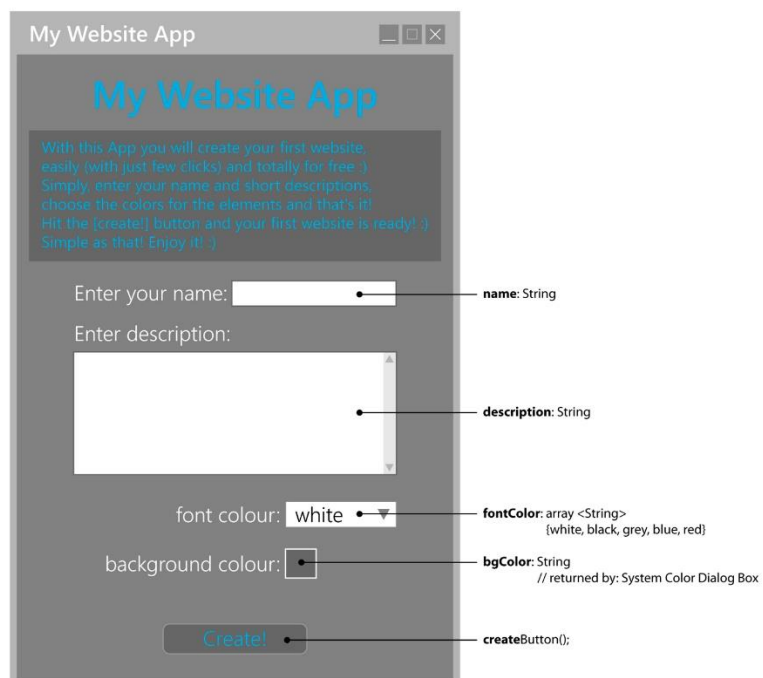 My Website App
My Website App
With this App you will create your first website,
easily (with just few clicks) and totally for free :)
Simply, enter your name and short descriptions,
choose the colors for the elements and that's it!
Hit the [create!] button and your first website is ready! :)
Simple as that! Enjoy it! :)
Enter your name:
name: String
Enter description:
description: String
font colour: white
fontColor: array <String>
{white, black, grey, blue, red}
background colour:
bgColor: String
// returned by: System Color Dialog Box
Create!
createButton();